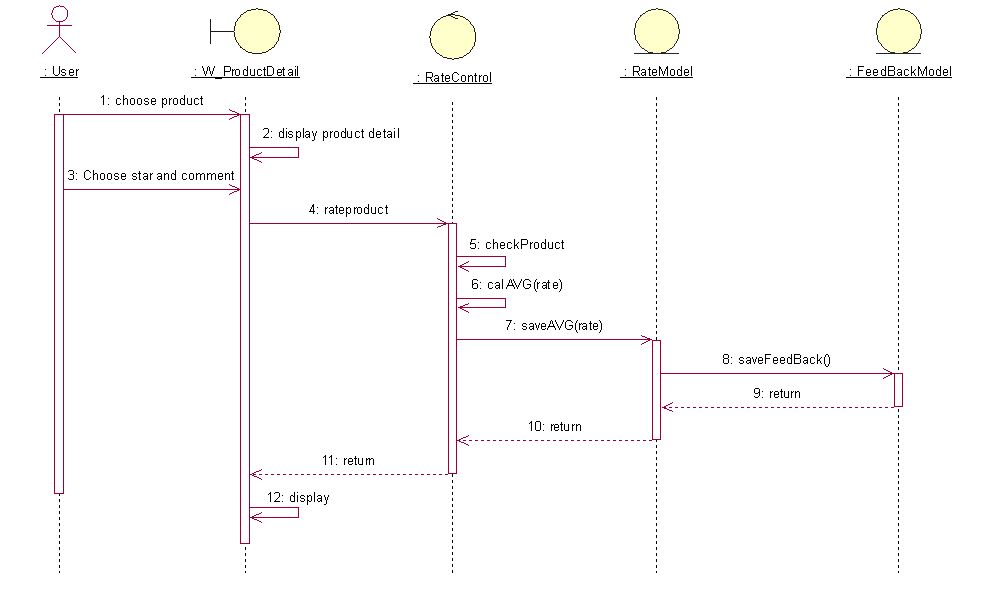 : User
: W_ProductDetail
: RateControl
: RateModel
: FeedBackModel
1: choose product
2: display product detail
3: Choose star and comment
4: rateproduct
5: checkProduct
6: calAVG(rate)
7: saveAVG(rate)
8: saveFeedBack()
9: return
10: return
11: return
12: display